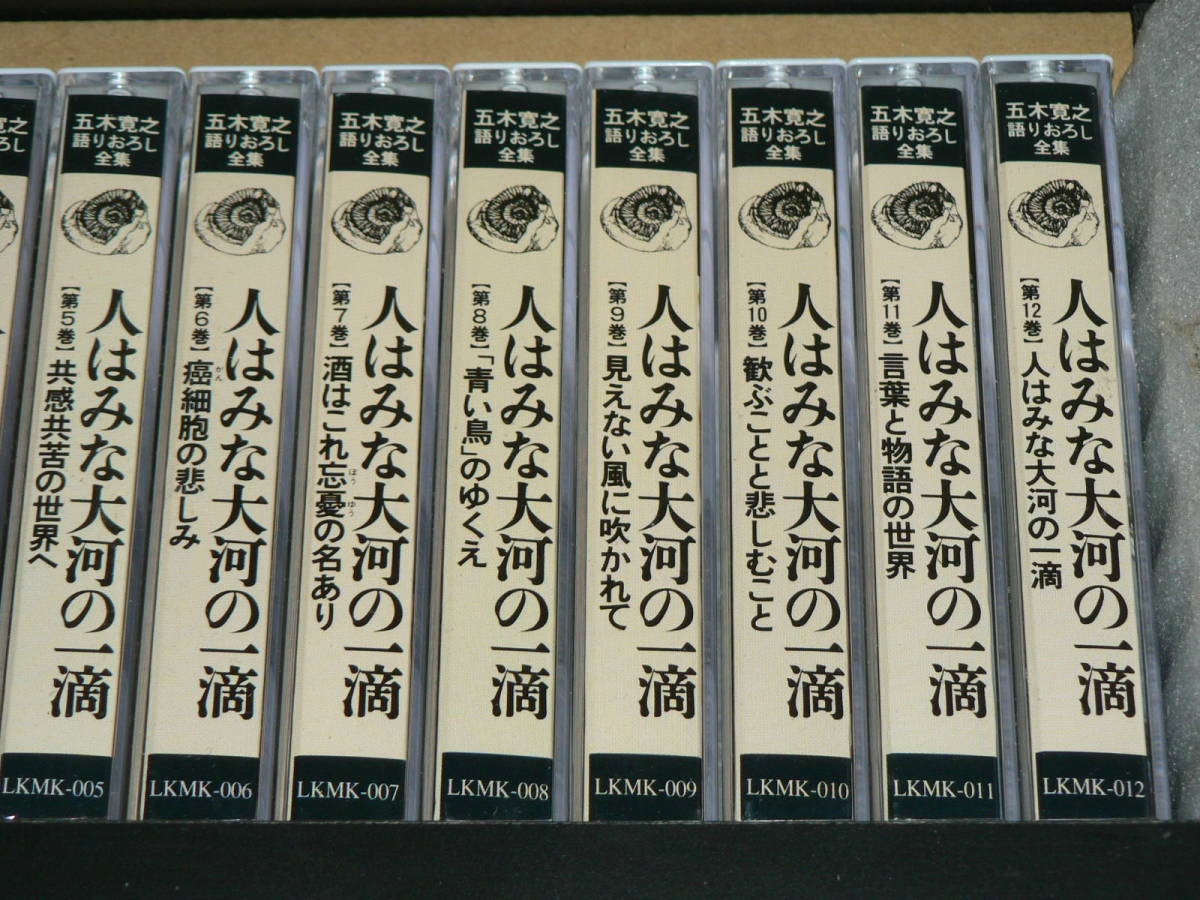 五木寛之
語りおろし
全集
人はみな大河の一滴
【第5巻】共感共苦の世界へ
LKMK-005
五木寛之
語りおろし
全集
人はみな大河の一滴
【第6巻】癌細胞の悲しみ
がん
LKMK-006
五木寛之
語りおろし
全集
人はみな大河の一滴
【第7巻】酒はこれ忘憂の名あり
ぼう ゆう
LKMK-007
五木寛之
語りおろし
全集
人はみな大河の一滴
【第8巻】「青い鳥」のゆくえ
LKMK-008
五木寛之
語りおろし
全集
人はみな大河の一滴
【第9巻】見えない風に吹かれて
LKMK-009
五木寛之
語りおろし
全集
人はみな大河の一滴
【第10巻】歓ぶことと悲しむこと
LKMK-010
五木寛之
語りおろし
全集
人はみな大河の一滴
【第11巻】言葉と物語の世界
LKMK-011
五木寛之
語りおろし
全集
人はみな大河の一滴
【第12巻】人はみな大河の一滴
LKMK-012